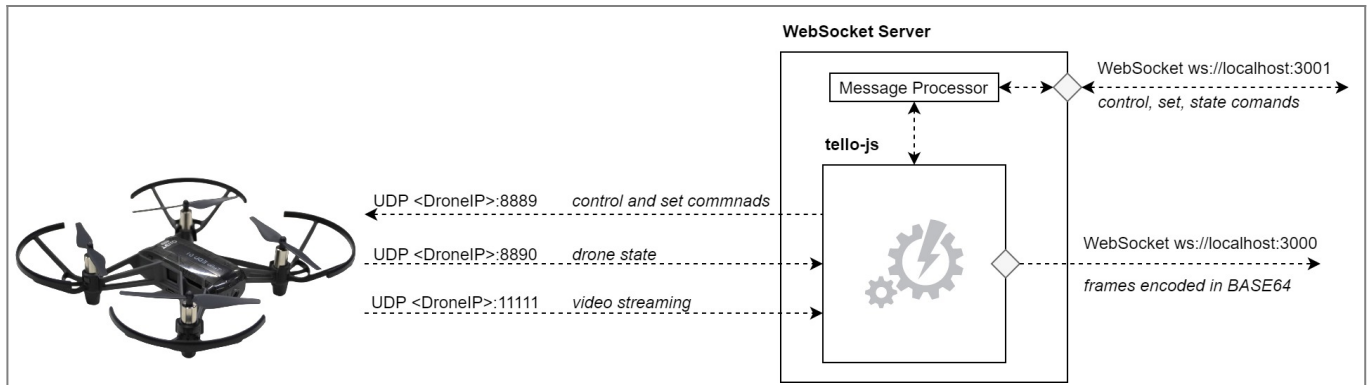 WebSocket Server
WebSocket ws://localhost:3001
Message Processor
control, set, state comands
tello-js
UDP <DroneIP>:8889 control and set commnads
UDP <DroneIP>:8890 drone state
WebSocket ws://localhost:3000
frames encoded in BASE64
UDP <DroneIP>:11111 video streaming